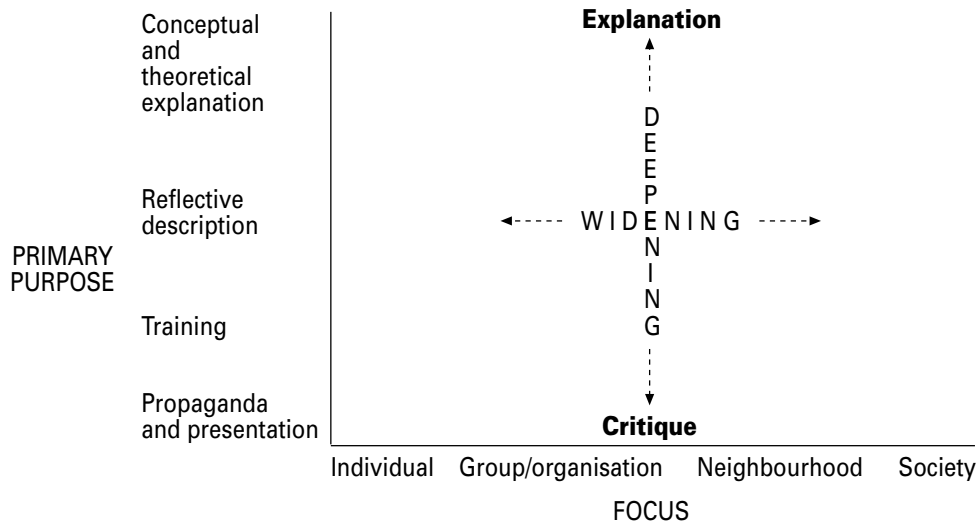 Conceptual
and
theoretical
explanation
Reflective
description
PRIMARY
PURPOSE
Training
Propaganda
and presentation
Explanation
DEEPENING
WIDENING
Critique
Individual Group/organisation Neighbourhood Society
FOCUS